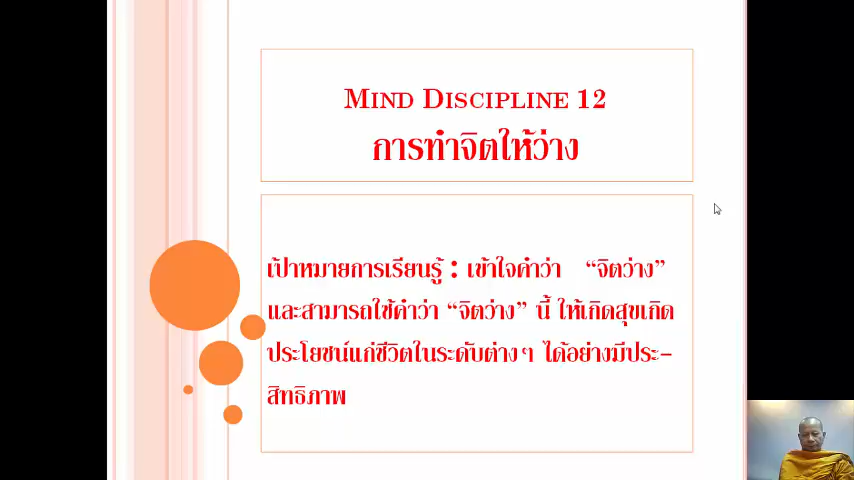 MIND DISCIPLINE 12
การทำจิตให้ว่าง
เป้าหมายการเรียนรู้ : เข้าใจคำว่า “จิตว่าง”
และสามารถใช้คำว่า “จิตว่าง” นี้ ให้เกิดสุขเกิด
ประโยชน์แก่ชีวิตในระดับต่างๆ ได้อย่างมีประ-
สิทธิภาพ